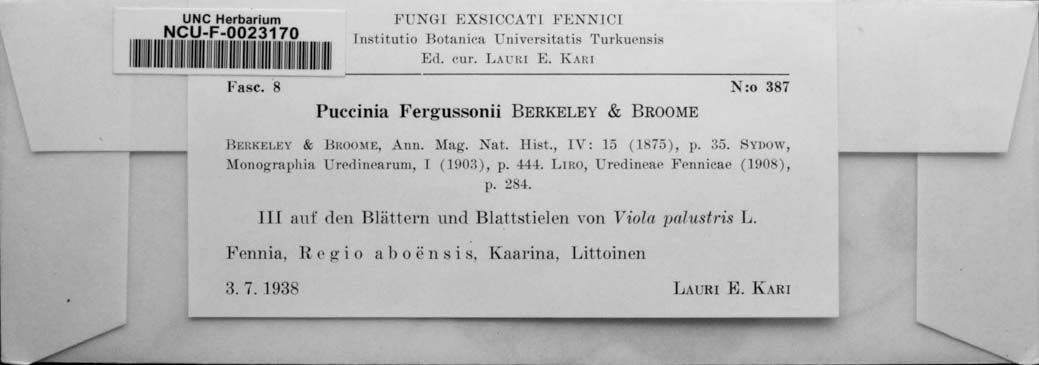 UNC Herbarium
NCU-F-0023170
FUNGI EXSICCATI FENNICI
Institutio Botanica Universitatis Turkuensis
Ed. cur. LAURI E. KARI
Fasc. 8 N:o 387
Puccinia Fergussonii BERKELEY & BROOME
BERKELEY & BROOME, Ann. Mag. Nat. Hist., IV: 15 (1875), p. 35. SYDOW,
Monographia Uredinearum, I (1903), p. 444. LIRO, Uredineae Fennicae (1908),
p. 284.
III auf den Blättern und Blattstielen von Viola palustris L.
Fennia, Regio aboënsis, Kaarina, Littoinen
3. 7. 1938 LAURI E. KARI